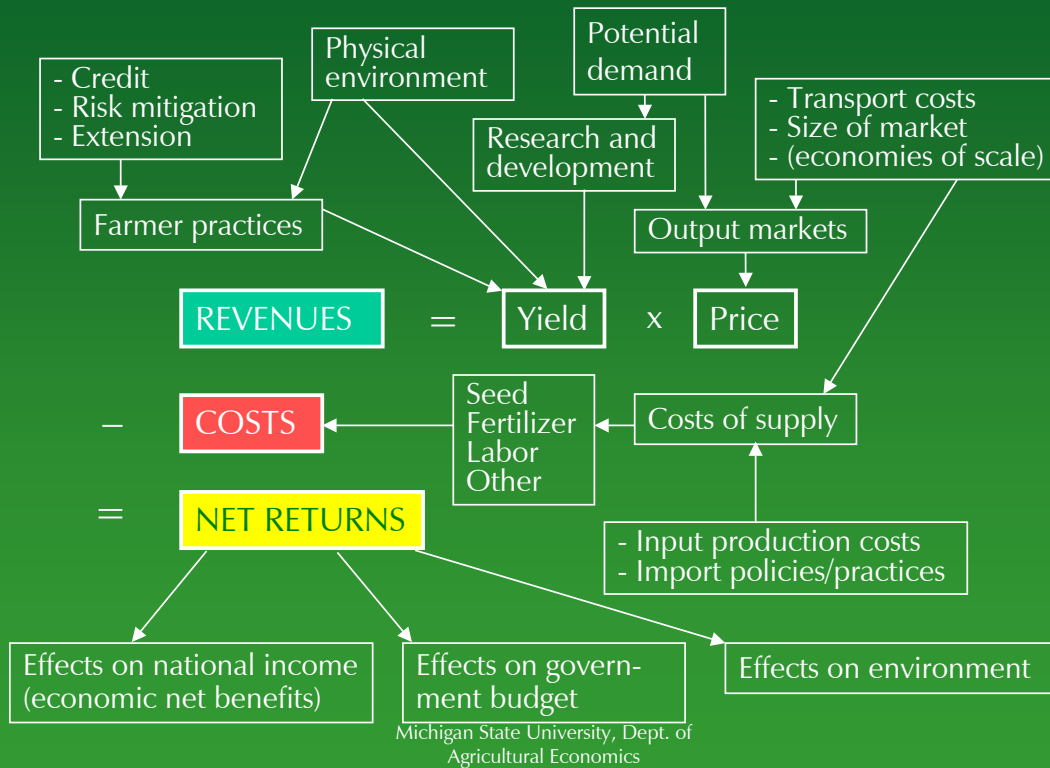 - Credit
- Risk mitigation
- Extension
Physical
environment
Potential
demand
- Transport costs
- Size of market
- (economies of scale)
Research and
development
Farmer practices
Output markets
REVENUES = Yield x Price
Seed
Fertilizer
Labor
Other
– COSTS
Costs of supply
= NET RETURNS
- Input production costs
- Import policies/practices
Effects on national income
(economic net benefits)
Effects on govern-
ment budget
Effects on environment
Michigan State University, Dept. of
Agricultural Economics